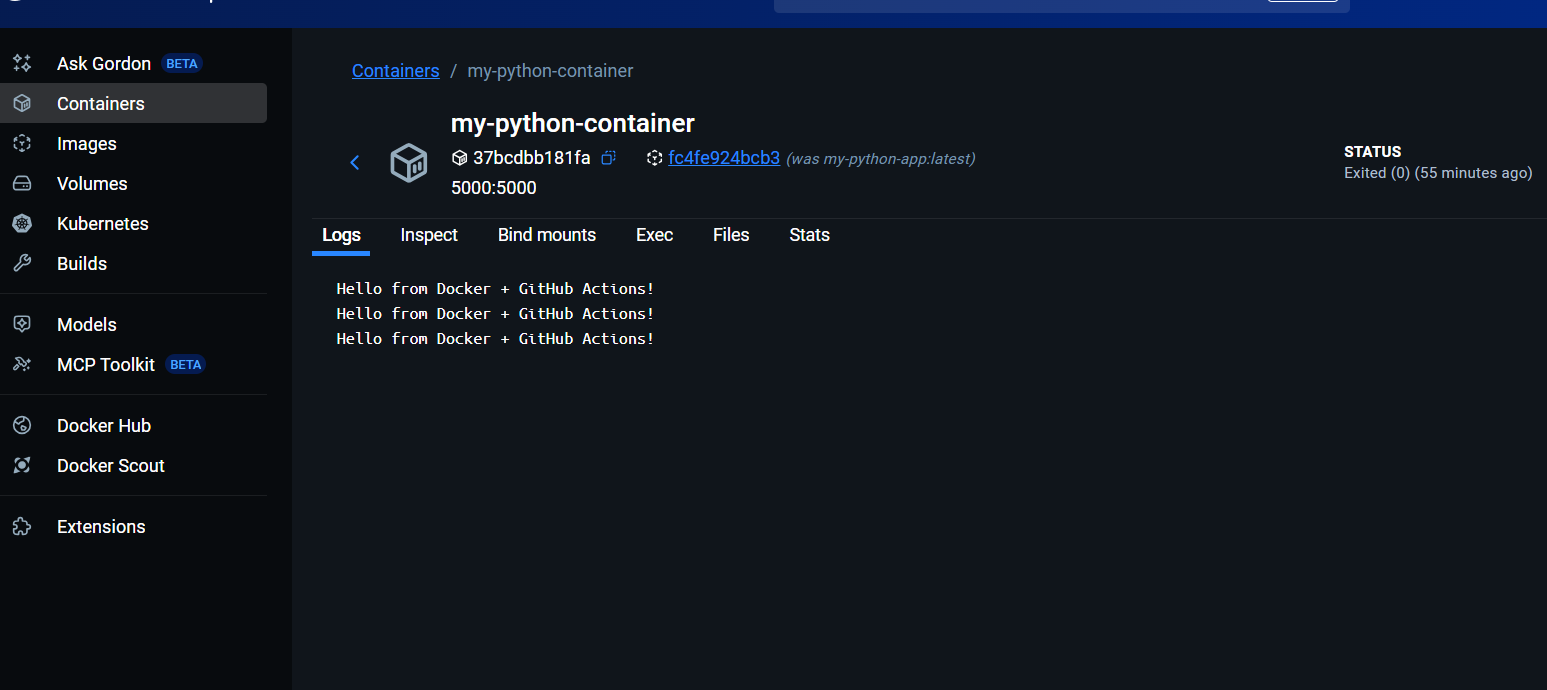 Ask Gordon BETA
Containers
Images
Volumes
Kubernetes
Builds
Models
MCP Toolkit BETA
Docker Hub
Docker Scout
Extensions
Containers / my-python-container
my-python-container
37bcdbb181fa fc4fe924bcb3 (was my-python-app:latest)
5000:5000
STATUS
Exited (0) (55 minutes ago)
Logs Inspect Bind mounts Exec Files Stats
Hello from Docker + GitHub Actions!
Hello from Docker + GitHub Actions!
Hello from Docker + GitHub Actions!